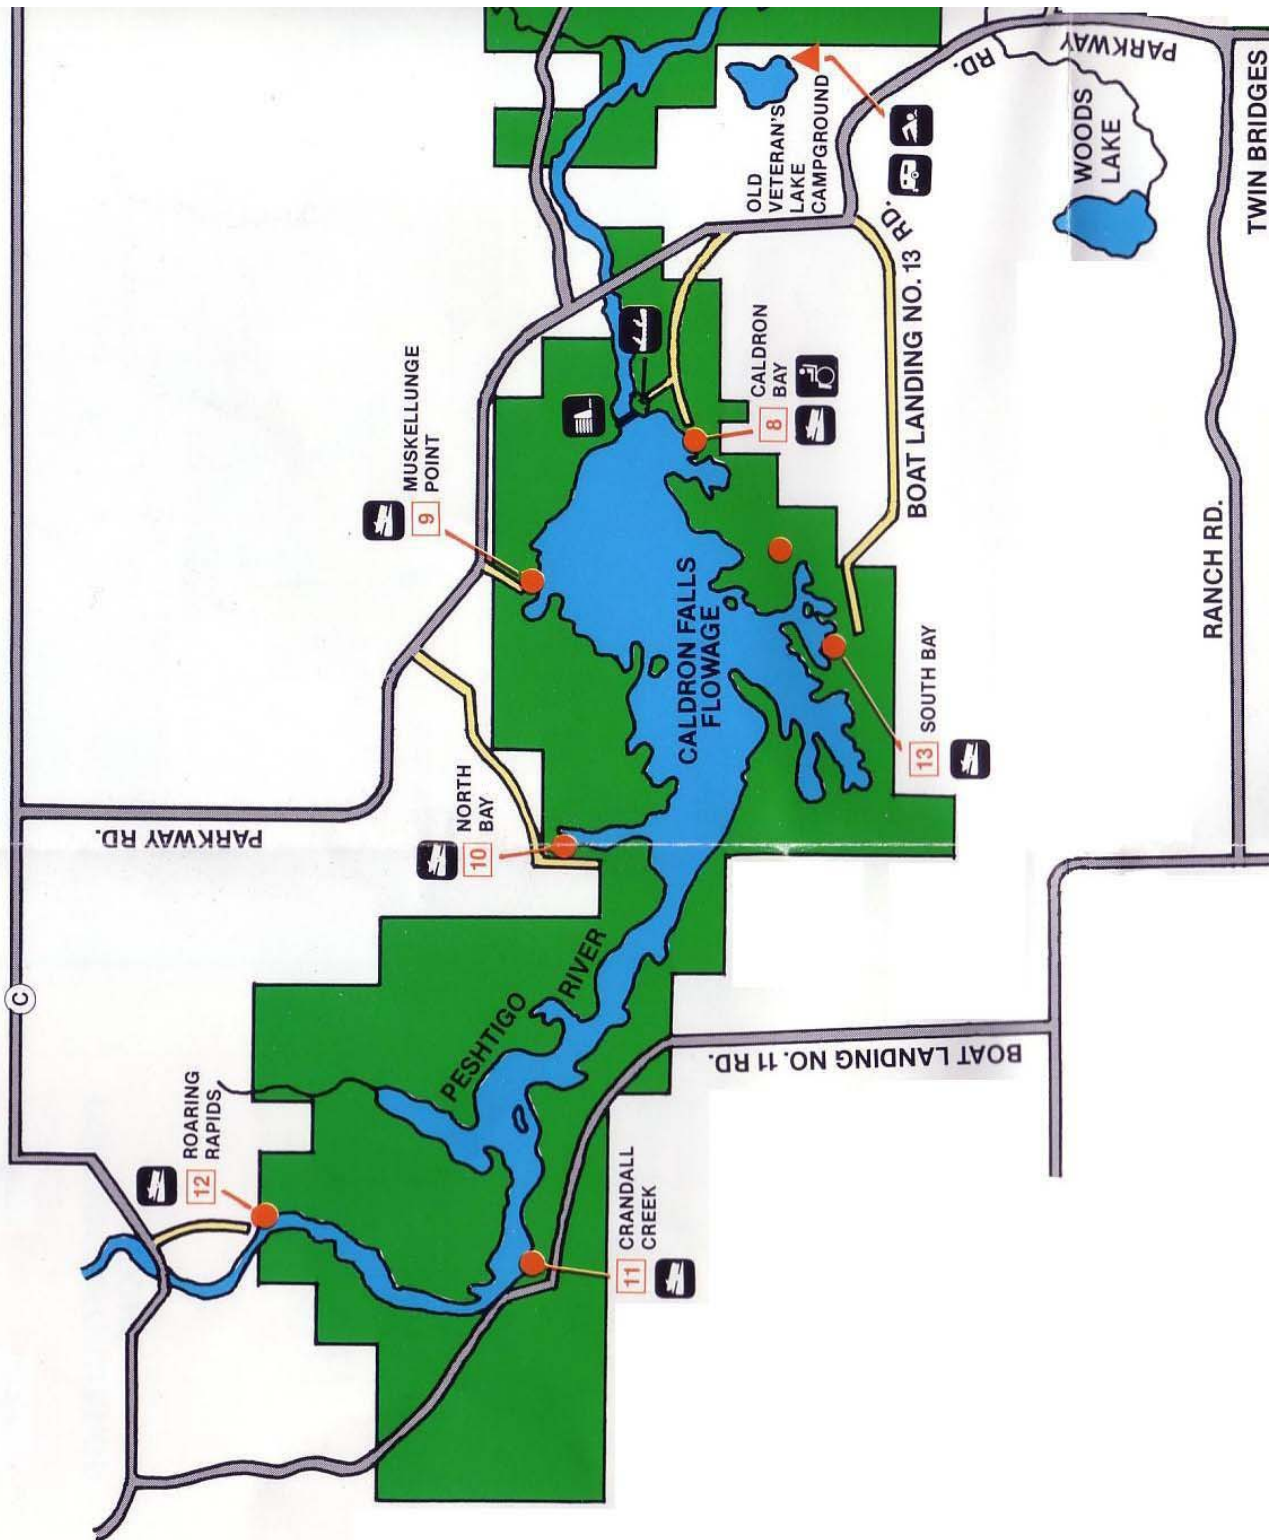 C
PARKWAY RD.
12
ROARING
RAPIDS
PESHTIGO
RIVER
10
NORTH
BAY
9
MUSKELLUNGE
POINT
11
CRANDALL
CREEK
BOAT LANDING NO. 11 RD.
CALDRON FALLS
FLOWAGE
8
CALDRON
BAY
13
SOUTH BAY
OLD
VETERAN'S
LAKE
CAMPGROUND
BOAT LANDING NO. 13 RD.
PARKWAY
RD.
WOODS
LAKE
RANCH RD.
TWIN BRIDGES